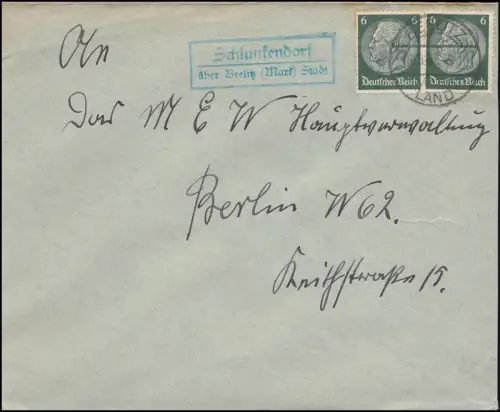 6 6
Deutsches Reich Deutsches Reich
LAND
Schlunkendorf
über Beelitz (Mark) Stadt
An
Das M E W Hauptverwaltung
Berlin W 62.
Keithstraße 15.